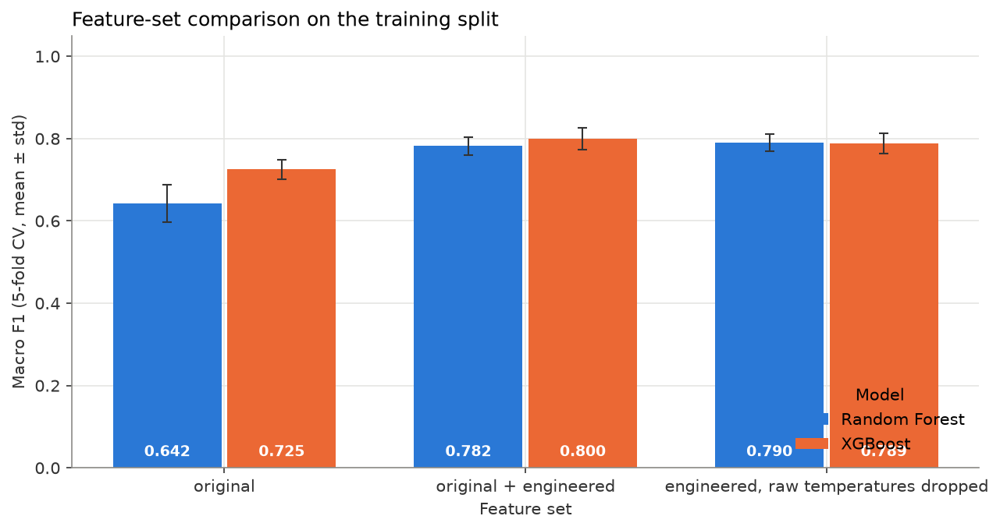 Feature-set comparison on the training split
Macro F1 (5-fold CV, mean ± std)
1.0
0.8
0.6
0.4
0.2
0.0
0.642
0.725
0.782
0.800
0.790
0.789
Model
Random Forest
XGBoost
original
original + engineered
engineered, raw temperatures dropped
Feature set